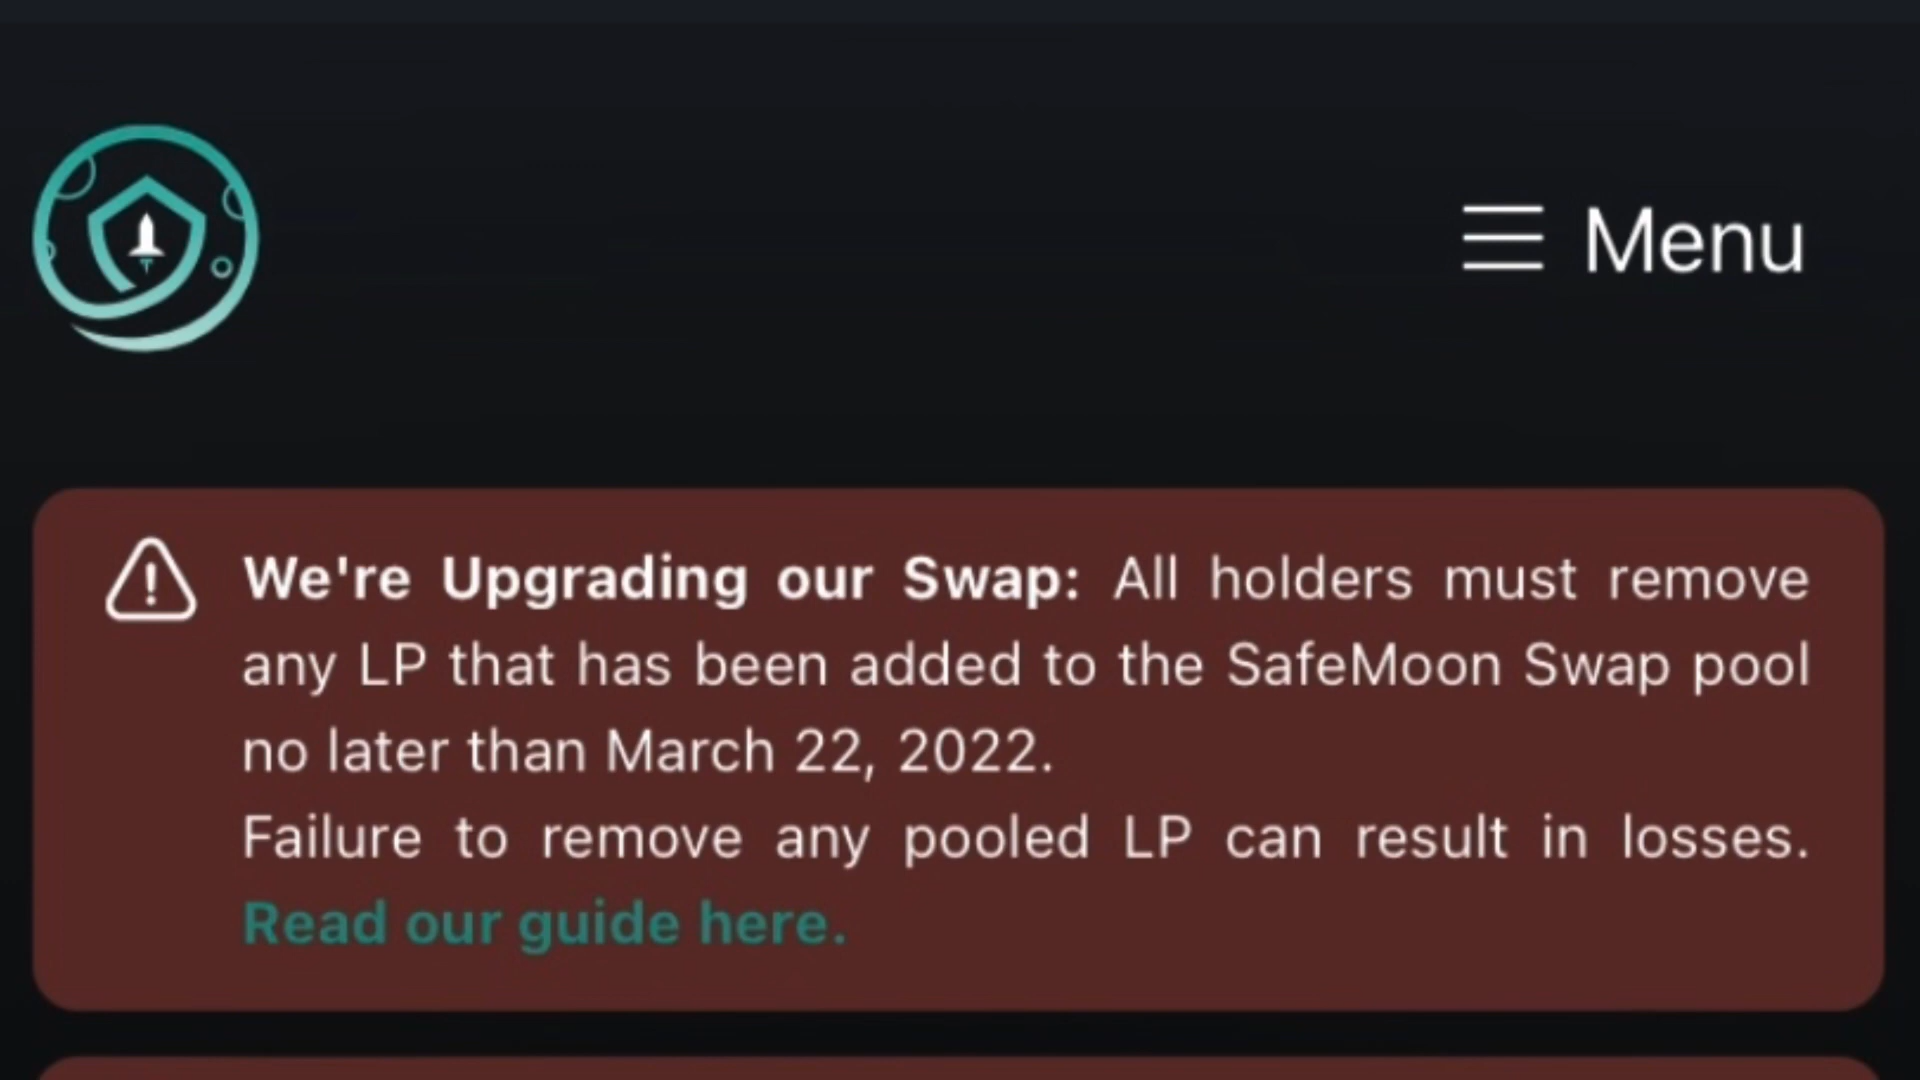 Menu
We're Upgrading our Swap: All holders must remove
any LP that has been added to the SafeMoon Swap pool
no later than March 22, 2022.
Failure to remove any pooled LP can result in losses.
Read our guide here.